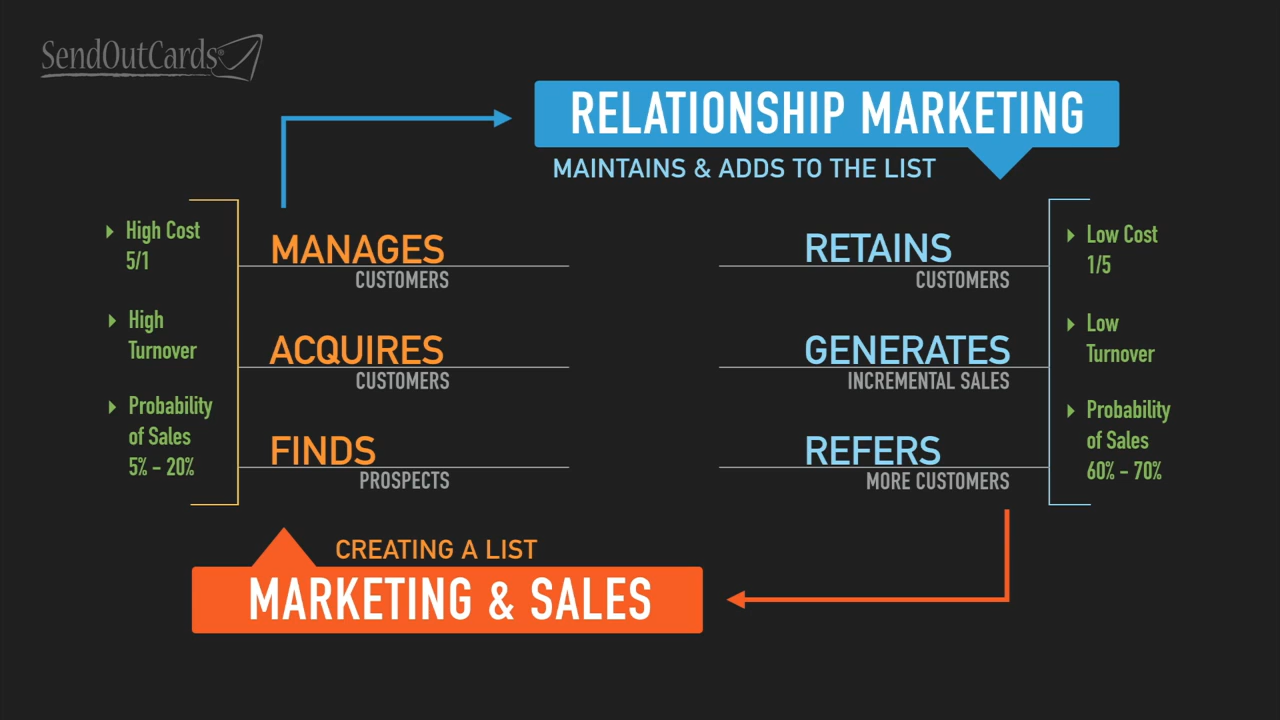 SendOutCards®
RELATIONSHIP MARKETING
MAINTAINS & ADDS TO THE LIST
High Cost
5/1
High
Turnover
Probability
of Sales
5% - 20%
MANAGES
CUSTOMERS
ACQUIRES
CUSTOMERS
FINDS
PROSPECTS
RETAINS
CUSTOMERS
GENERATES
INCREMENTAL SALES
REFERS
MORE CUSTOMERS
Low Cost
1/5
Low
Turnover
Probability
of Sales
60% - 70%
CREATING A LIST
MARKETING & SALES